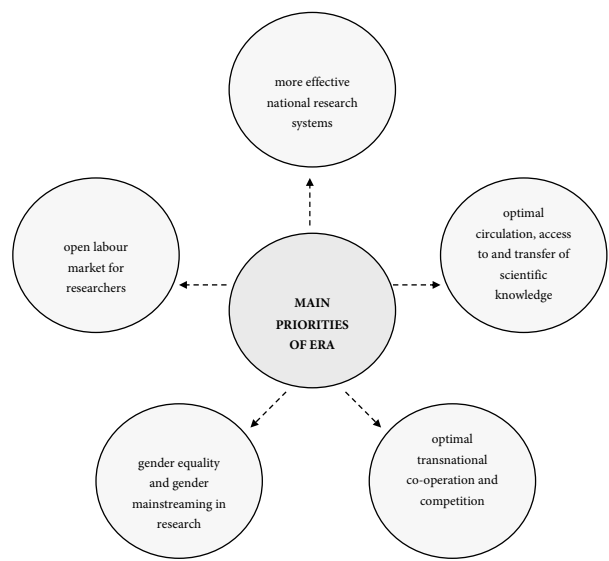 more effective
national research
systems
open labour
market for
researchers
optimal
circulation, access
to and transfer of
scientific
knowledge
MAIN
PRIORITIES
OF ERA
gender equality
and gender
mainstreaming in
research
optimal
transnational
co-operation and
competition